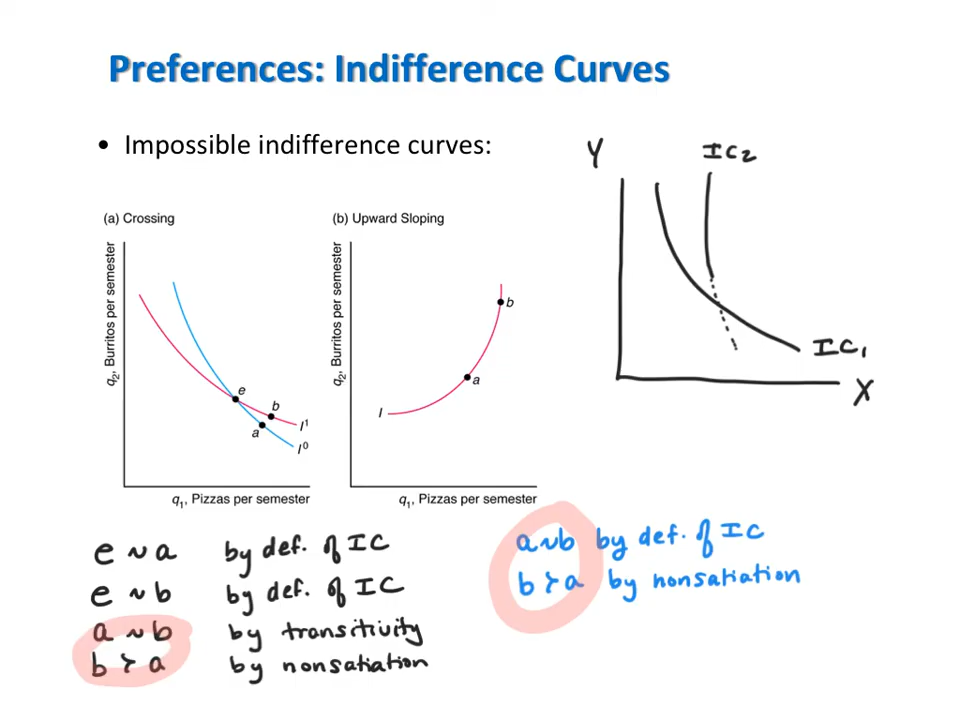 Preferences: Indifference Curves
• Impossible indifference curves:
(a) Crossing
q2, Burritos per semester
e
b
a
I1
I0
q1, Pizzas per semester
(b) Upward Sloping
q2, Burritos per semester
b
a
I
q1, Pizzas per semester
Y
IC2
IC1
X
e ~ a by def. of IC
e ~ b by def. of IC
a ~ b by transitivity
b ≻ a by nonsatiation
a ~ b by def. of IC
b ≻ a by nonsatiation